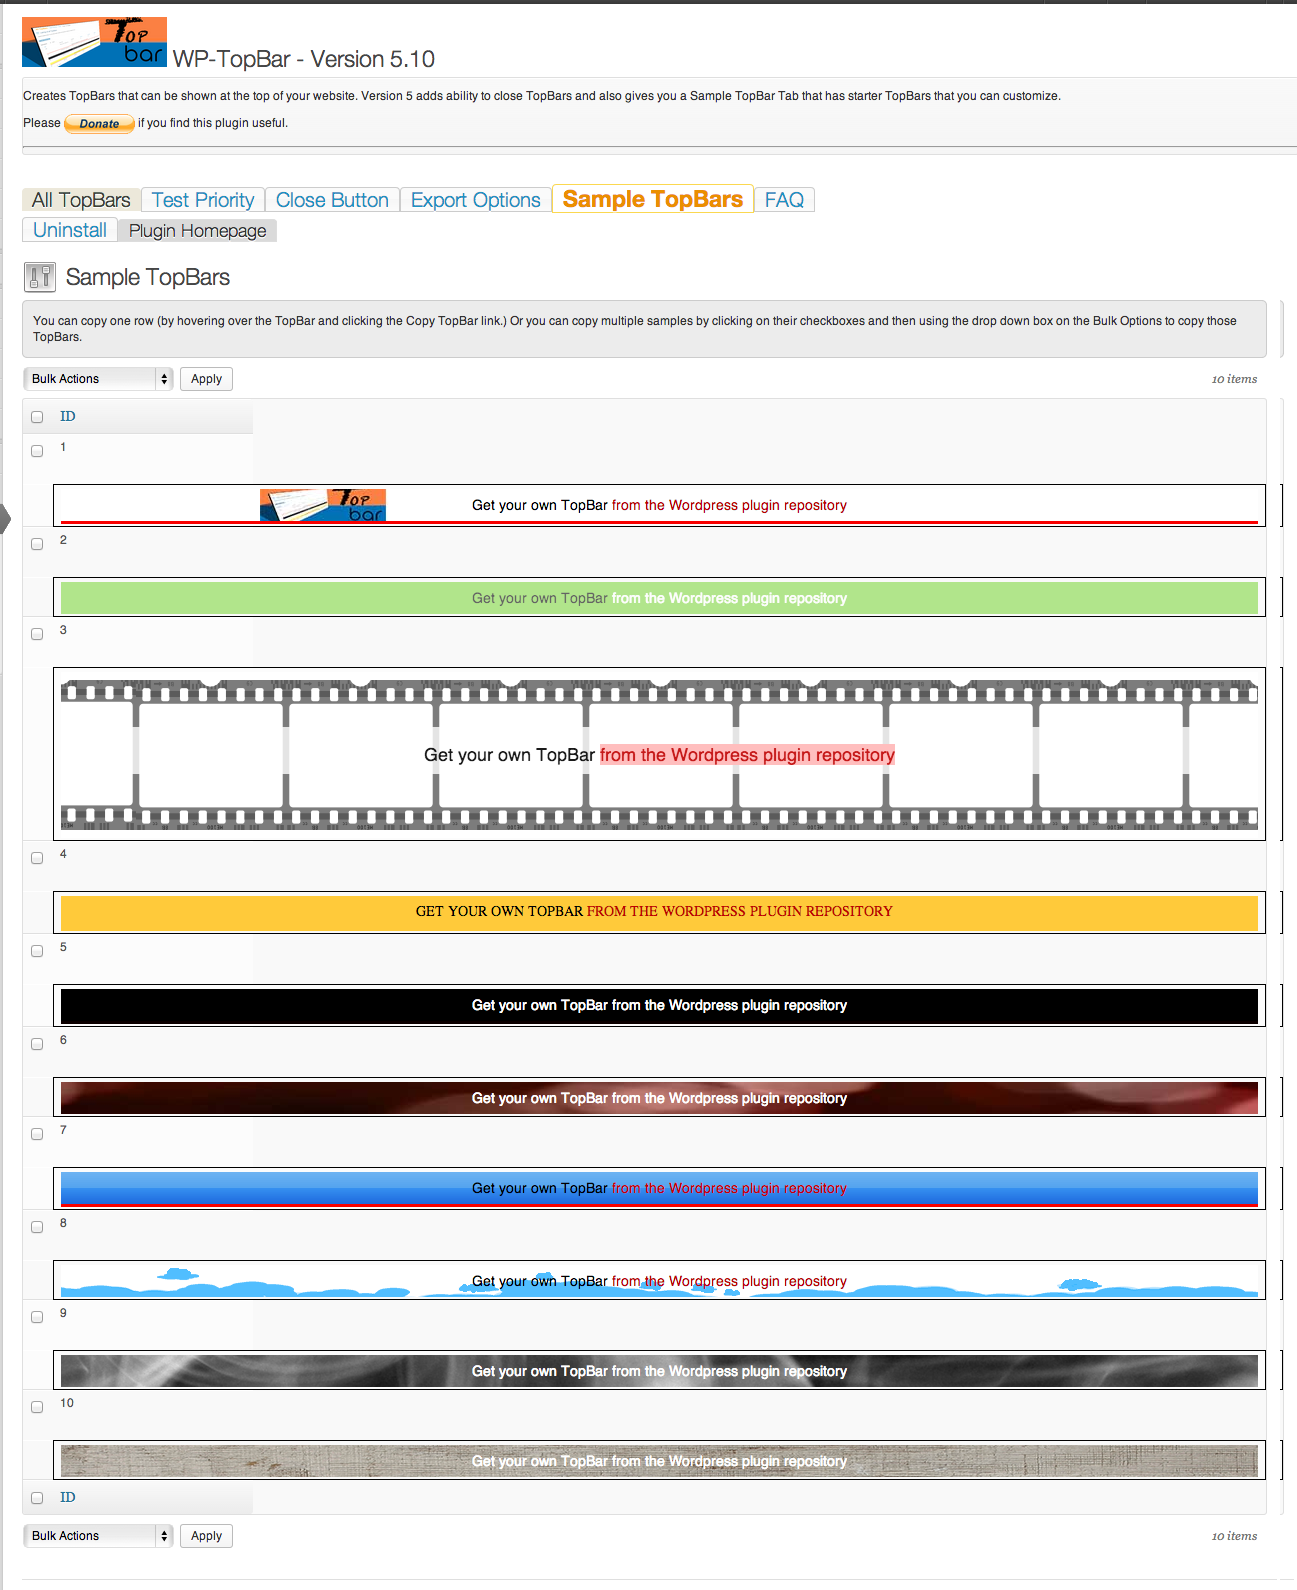 Top
bar
WP-TopBar - Version 5.10
Creates TopBars that can be shown at the top of your website. Version 5 adds ability to close TopBars and also gives you a Sample TopBar Tab that has starter TopBars that you can customize.
Please Donate if you find this plugin useful.
All TopBars Test Priority Close Button Export Options Sample TopBars FAQ
Uninstall Plugin Homepage
Sample TopBars
You can copy one row (by hovering over the TopBar and clicking the Copy TopBar link.) Or you can copy multiple samples by clicking on their checkboxes and then using the drop down box on the Bulk Options to copy those
TopBars.
Bulk Actions Apply 10 items
ID
1
Top
bar
Get your own TopBar from the Wordpress plugin repository
2
Get your own TopBar from the Wordpress plugin repository
3
Get your own TopBar from the Wordpress plugin repository
4
GET YOUR OWN TOPBAR FROM THE WORDPRESS PLUGIN REPOSITORY
5
Get your own TopBar from the Wordpress plugin repository
6
Get your own TopBar from the Wordpress plugin repository
7
Get your own TopBar from the Wordpress plugin repository
8
Get your own TopBar from the Wordpress plugin repository
9
Get your own TopBar from the Wordpress plugin repository
10
Get your own TopBar from the Wordpress plugin repository
ID
Bulk Actions Apply 10 items